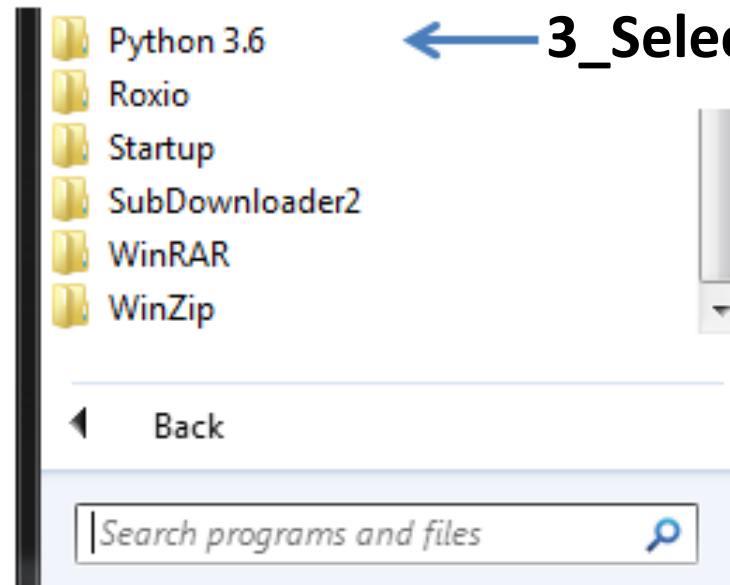 Python 3.6 3_Selec
Roxio
Startup
SubDownloader2
WinRAR
WinZip
Back
Search programs and files